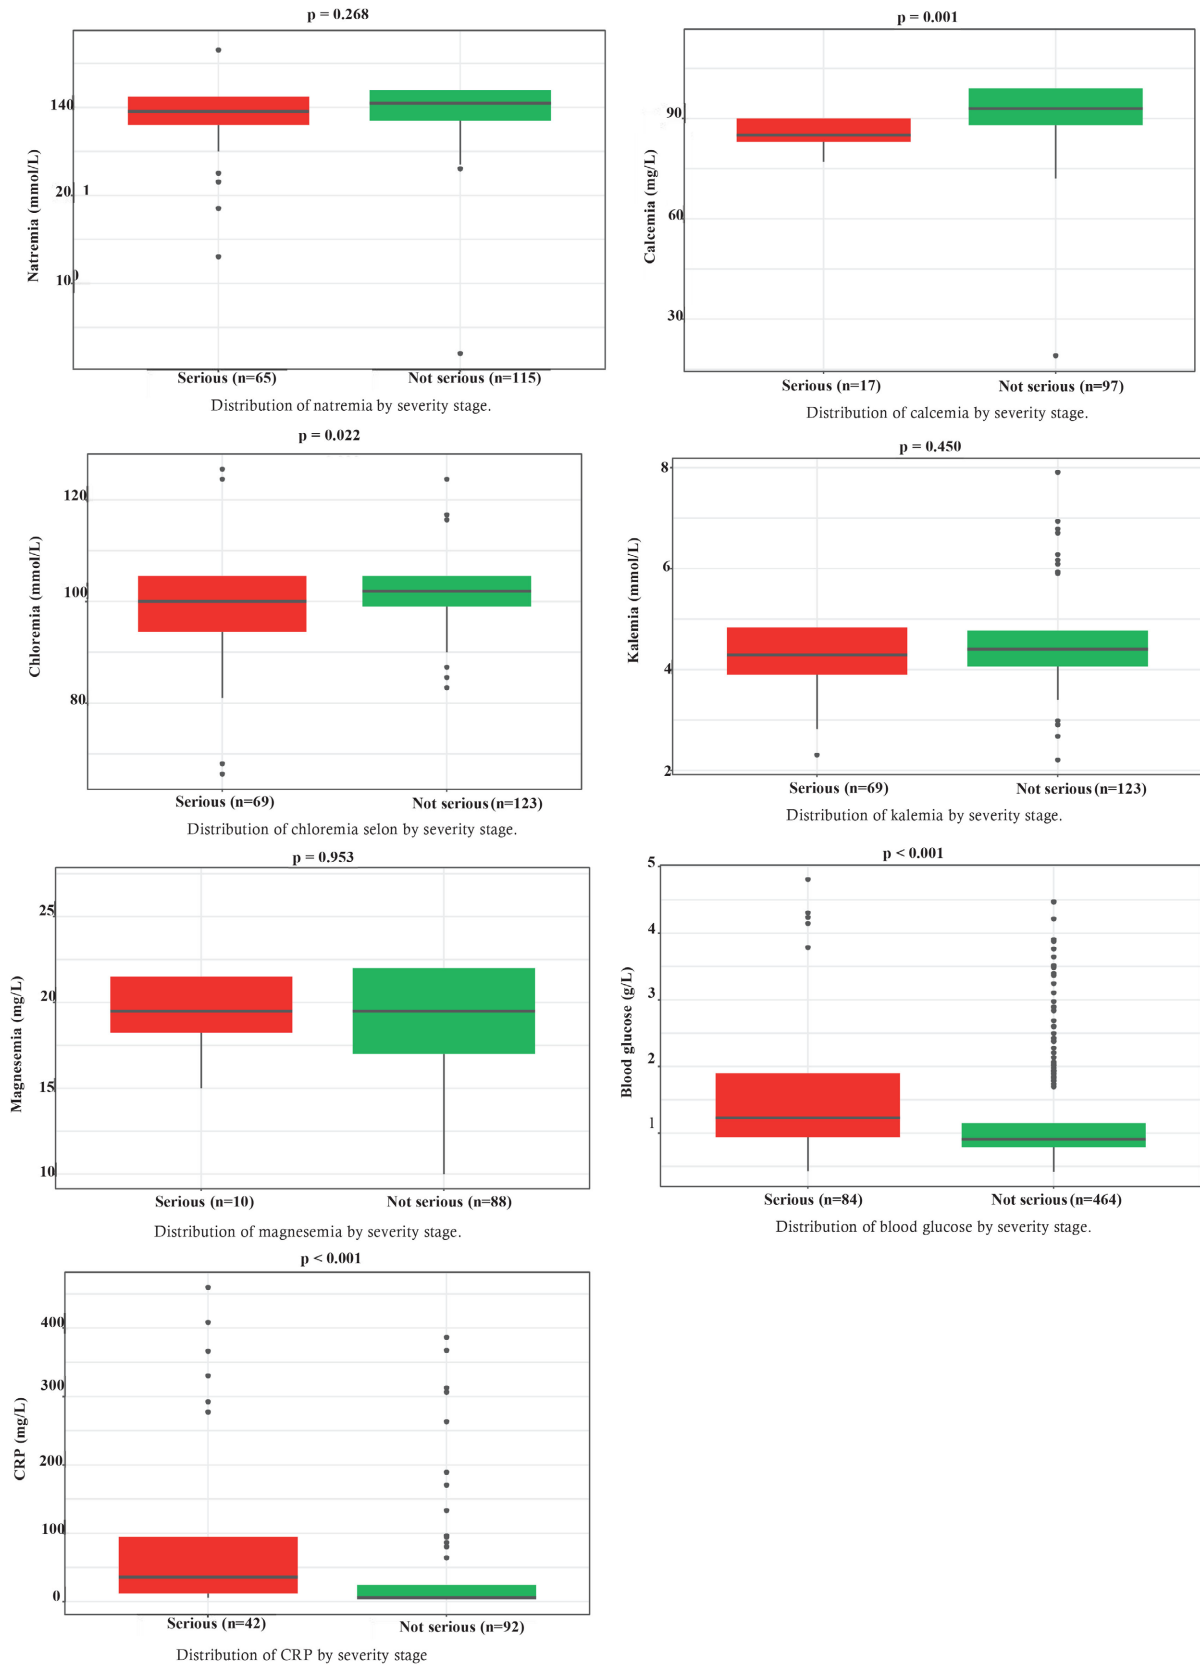 p = 0.268
Natremia (mmol/L)
140
20 1
10 0
Serious (n=65) Not serious (n=115)
Distribution of natremia by severity stage.
p = 0.001
Calcemia (mg/L)
90
60
30
Serious (n=17) Not serious (n=97)
Distribution of calcemia by severity stage.
p = 0.022
Chloremia (mmol/L)
120
100
80
Serious (n=69) Not serious (n=123)
Distribution of chloremia selon by severity stage.
p = 0.450
Kalemia (mmol/L)
8
6
4
2
Serious (n=69) Not serious (n=123)
Distribution of kalemia by severity stage.
p = 0.953
Magnesemia (mg/L)
25
20
15
10
Serious (n=10) Not serious (n=88)
Distribution of magnesemia by severity stage.
p < 0.001
Blood glucose (g/L)
5
4
3
2
1
Serious (n=84) Not serious (n=464)
Distribution of blood glucose by severity stage.
p < 0.001
CRP (mg/L)
400
300
200
100
0
Serious (n=42) Not serious (n=92)
Distribution of CRP by severity stage